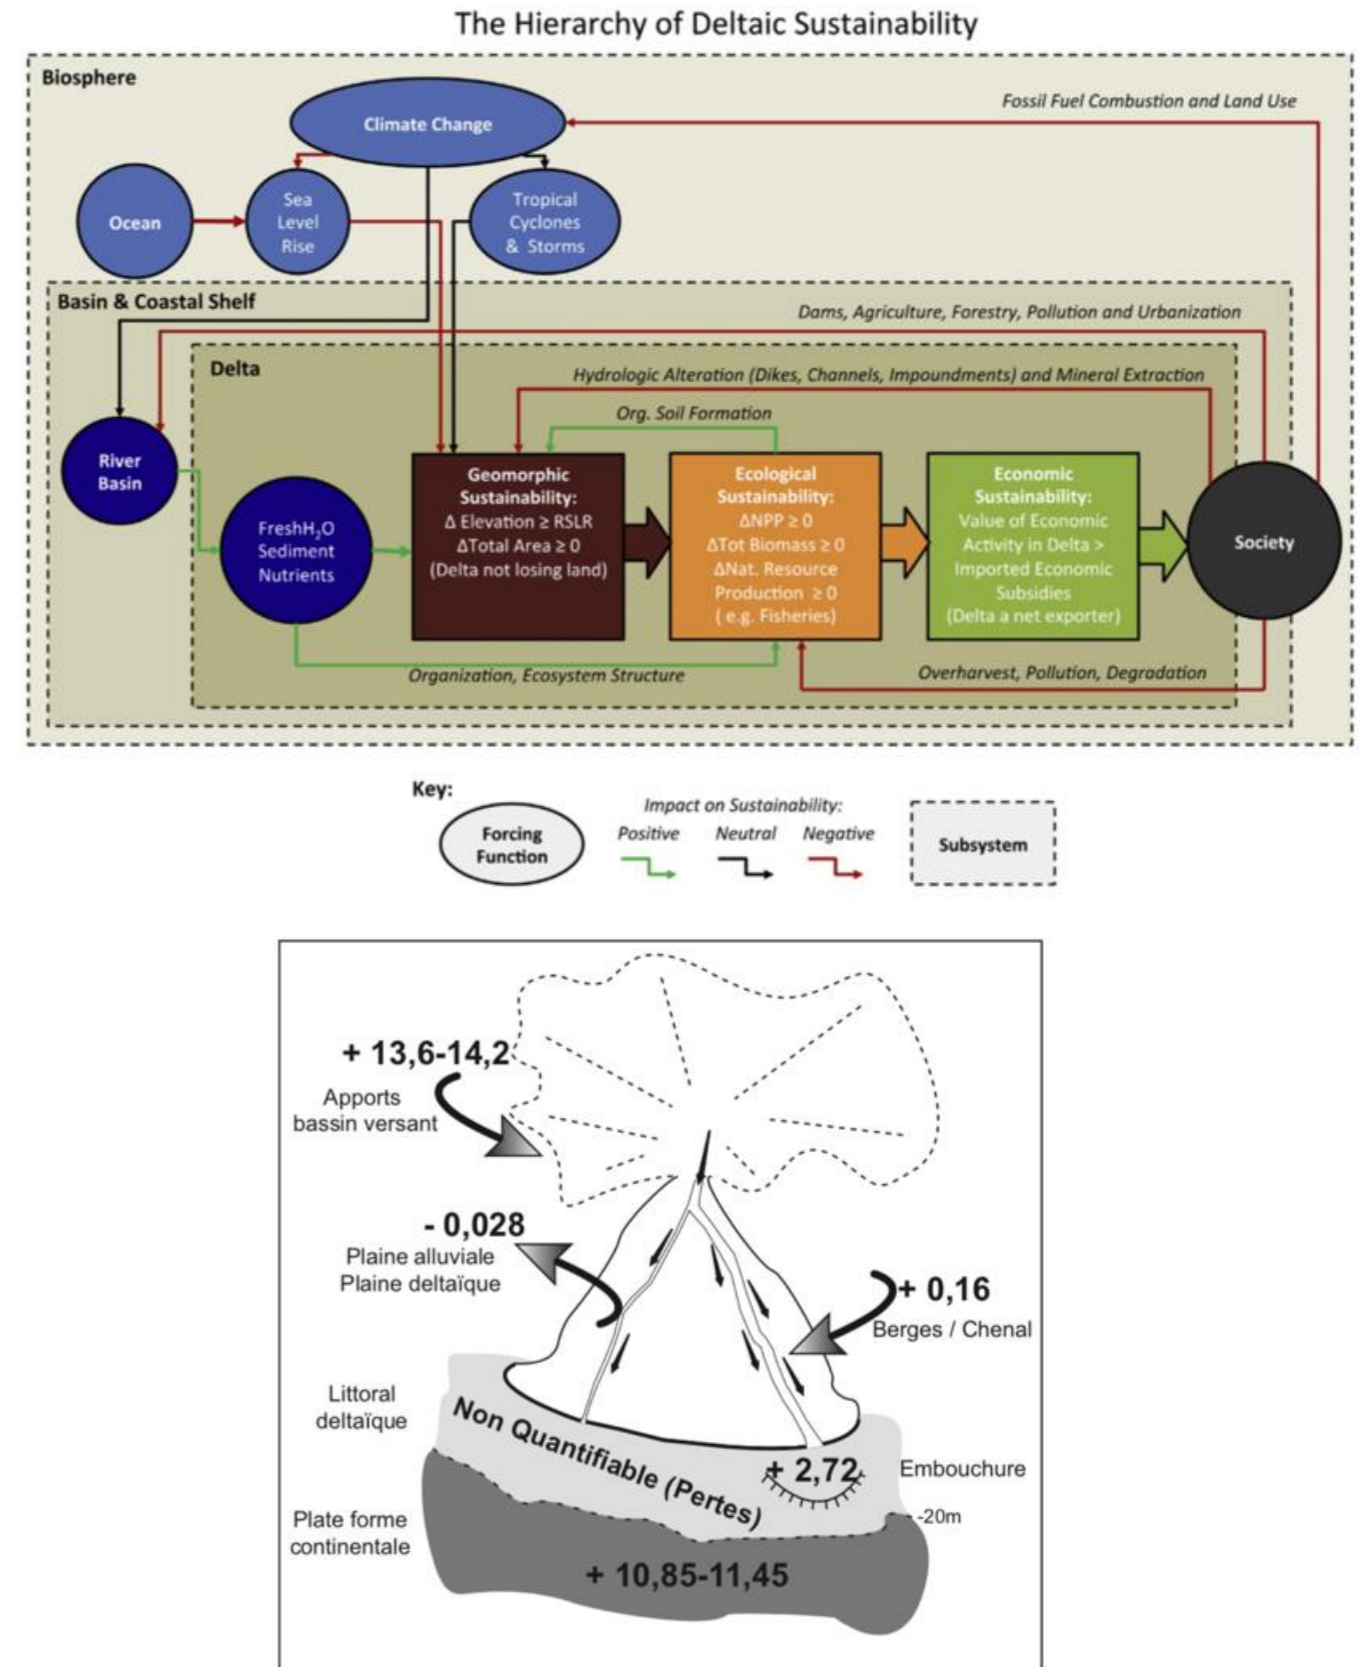 The Hierarchy of Deltaic Sustainability
Biosphere
Fossil Fuel Combustion and Land Use
Climate Change
Ocean
Sea
Level
Rise
Tropical
Cyclones
& Storms
Basin & Coastal Shelf
Dams, Agriculture, Forestry, Pollution and Urbanization
Delta
Hydrologic Alteration (Dikes, Channels, Impoundments) and Mineral Extraction
Org. Soil Formation
River
Basin
FreshH₂O
Sediment
Nutrients
Geomorphic
Sustainability:
Δ Elevation ≥ RSLR
ΔTotal Area ≥ 0
(Delta not losing land)
Ecological
Sustainability:
ΔNPP ≥ 0
ΔTot Biomass ≥ 0
ΔNat. Resource
Production ≥ 0
( e.g. Fisheries)
Economic
Sustainability:
Value of Economic
Activity in Delta >
Imported Economic
Subsidies
(Delta a net exporter)
Society
Organization, Ecosystem Structure
Overharvest, Pollution, Degradation
Key:
Forcing
Function
Impact on Sustainability:
Positive Neutral Negative
Subsystem
+ 13,6-14,2
Apports
bassin versant
- 0,028
Plaine alluviale
Plaine deltaïque
+ 0,16
Berges / Chenal
Littoral
deltaïque
Non Quantifiable (Pertes)
+ 2,72
Embouchure
-20m
Plate forme
continentale
+ 10,85-11,45